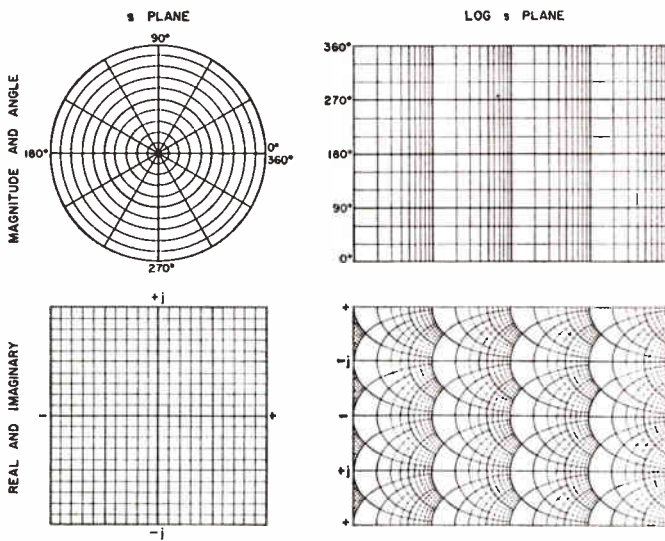 s PLANE
LOG s PLANE
MAGNITUDE AND ANGLE
90°
180°
0°
360°
270°
360°
270°
180°
90°
0°
REAL AND IMAGINARY
+j
-
+
-j
+
-j
-
+j
+